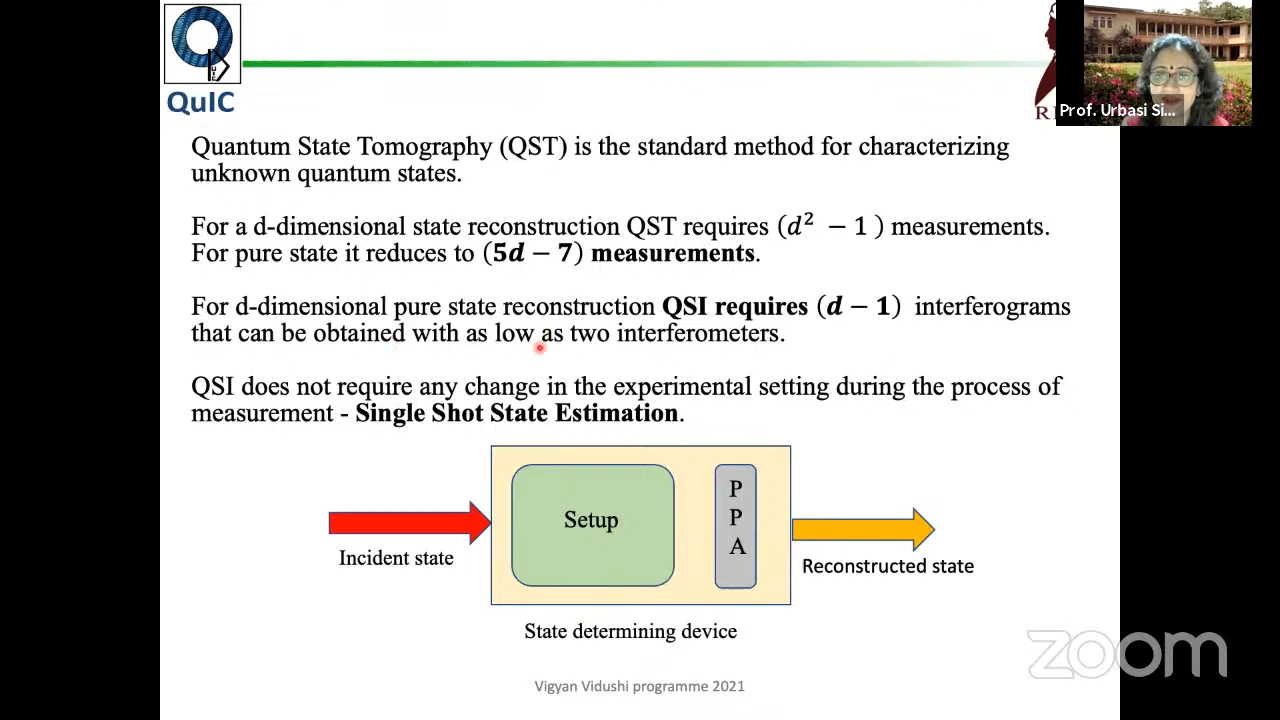 QuIC
Prof. Urbasi Si...
Quantum State Tomography (QST) is the standard method for characterizing
unknown quantum states.
For a d-dimensional state reconstruction QST requires (d² − 1 ) measurements.
For pure state it reduces to (5d − 7) measurements.
For d-dimensional pure state reconstruction QSI requires (d − 1) interferograms
that can be obtained with as low as two interferometers.
QSI does not require any change in the experimental setting during the process of
measurement - Single Shot State Estimation.
Setup
P
P
A
Incident state
Reconstructed state
State determining device
zoom
Vigyan Vidushi programme 2021